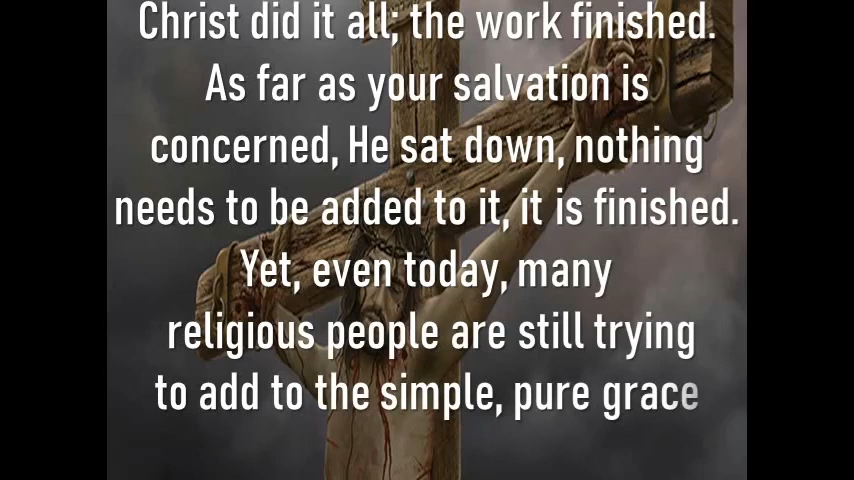 Christ did it all; the work finished.
As far as your salvation is
concerned, He sat down, nothing
needs to be added to it, it is finished.
Yet, even today, many
religious people are still trying
to add to the simple, pure grace